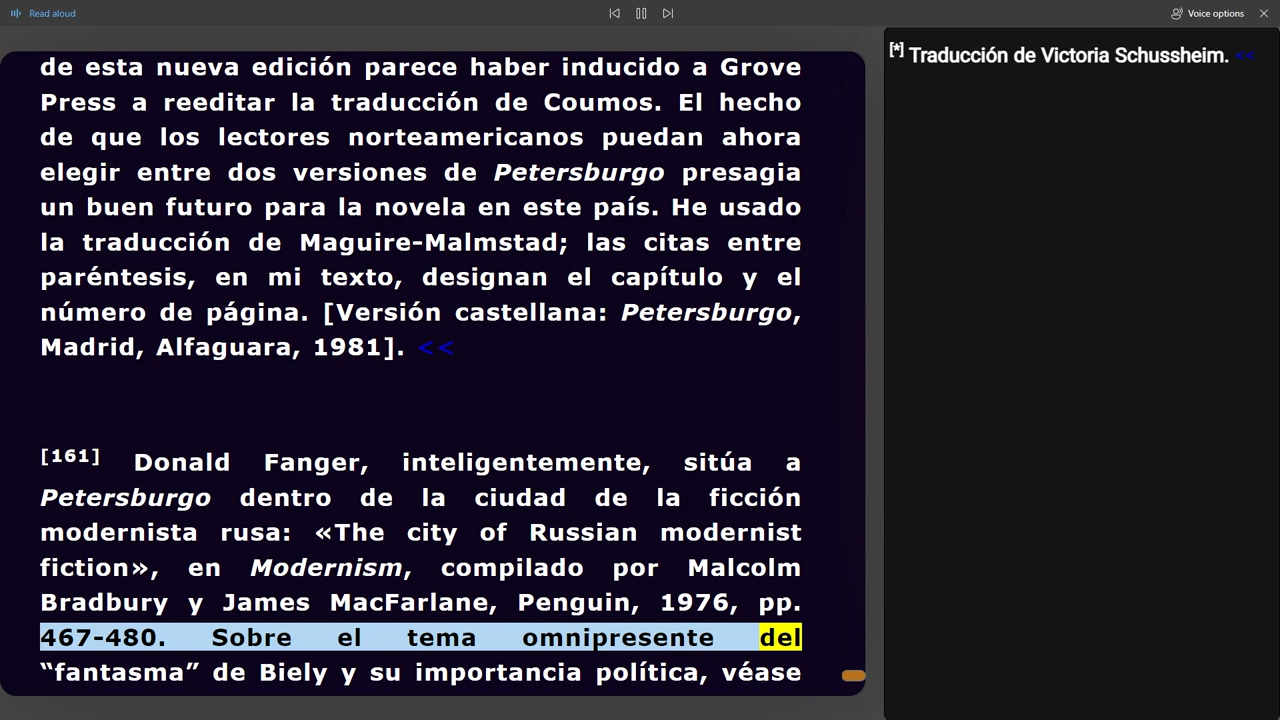 Read aloud
Voice options
de esta nueva edición parece haber inducido a Grove
Press a reeditar la traducción de Coumos. El hecho
de que los lectores norteamericanos puedan ahora
elegir entre dos versiones de Petersburgo presagia
un buen futuro para la novela en este país. He usado
la traducción de Maguire-Malmstad; las citas entre
paréntesis, en mi texto, designan el capítulo y el
número de página. [Versión castellana: Petersburgo,
Madrid, Alfaguara, 1981]. <<
[161] Donald Fanger, inteligentemente, sitúa a
Petersburgo dentro de la ciudad de la ficción
modernista rusa: «The city of Russian modernist
fiction», en Modernism, compilado por Malcolm
Bradbury y James MacFarlane, Penguin, 1976, pp.
467-480. Sobre el tema omnipresente del
“fantasma” de Biely y su importancia política, véase
[*] Traducción de Victoria Schussheim. <<